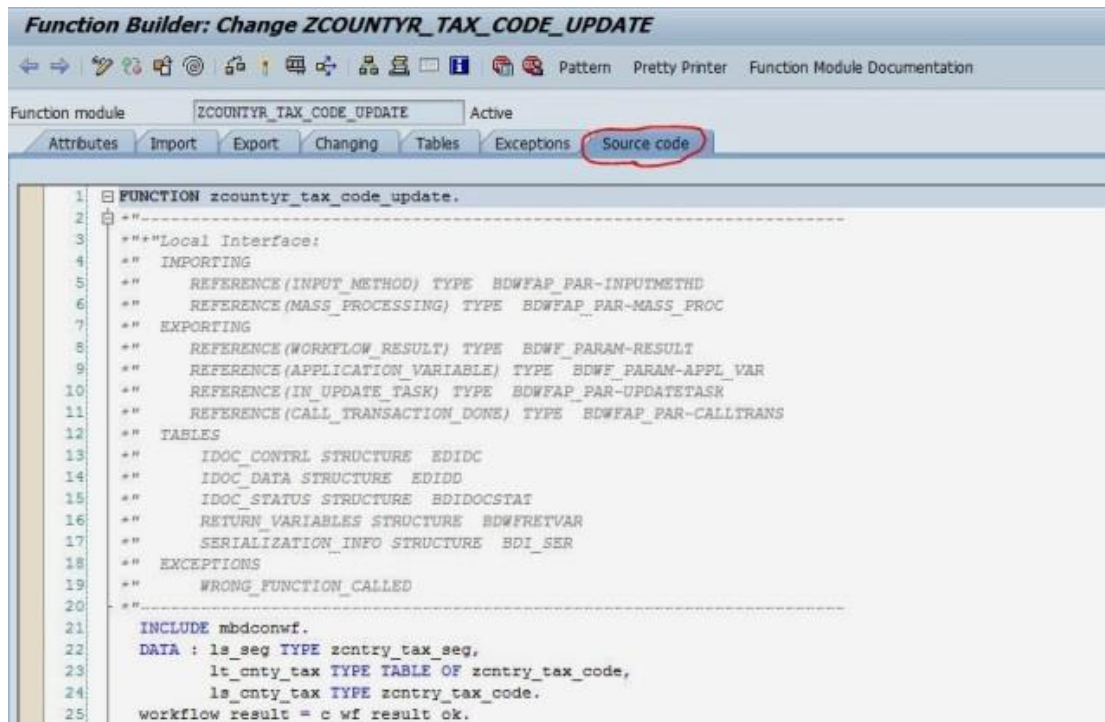 Function Builder: Change ZCOUNTYR_TAX_CODE_UPDATE
Pattern Pretty Printer Function Module Documentation
Function module ZCOUNTYR_TAX_CODE_UPDATE Active
Attributes Import Export Changing Tables Exceptions Source code
1 FUNCTION zcountyr_tax_code_update.
2 *"----------------------------------------------------------------------
3 *"*"Local Interface:
4 *" IMPORTING
5 *" REFERENCE(INPUT_METHOD) TYPE BDWFAP_PAR-INPUTMETHD
6 *" REFERENCE(MASS_PROCESSING) TYPE BDWFAP_PAR-MASS_PROC
7 *" EXPORTING
8 *" REFERENCE(WORKFLOW_RESULT) TYPE BDWF_PARAM-RESULT
9 *" REFERENCE(APPLICATION_VARIABLE) TYPE BDWF_PARAM-APPL_VAR
10 *" REFERENCE(IN_UPDATE_TASK) TYPE BDWFAP_PAR-UPDATETASK
11 *" REFERENCE(CALL_TRANSACTION_DONE) TYPE BDWFAP_PAR-CALLTRANS
12 *" TABLES
13 *" IDOC_CONTRL STRUCTURE EDIDC
14 *" IDOC_DATA STRUCTURE EDIDD
15 *" IDOC_STATUS STRUCTURE BDIDOCSTAT
16 *" RETURN_VARIABLES STRUCTURE BDWFRETVAR
17 *" SERIALIZATION_INFO STRUCTURE BDI_SER
18 *" EXCEPTIONS
19 *" WRONG_FUNCTION_CALLED
20 *"----------------------------------------------------------------------
21 INCLUDE mbdconwf.
22 DATA : ls_seg TYPE zcntry_tax_seg,
23 lt_cnty_tax TYPE TABLE OF zcntry_tax_code,
24 ls_cnty_tax TYPE zcntry_tax_code.
25 workflow_result = c_wf_result_ok.